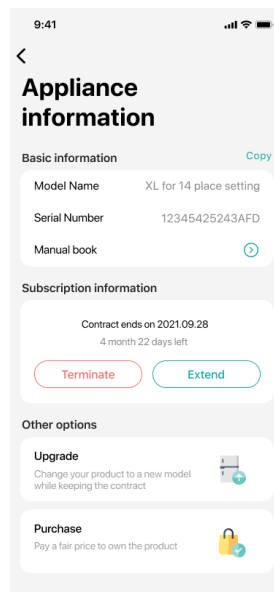 9:41
Appliance
information
Basic information
Copy
Model Name
XL for 14 place setting
Serial Number
12345425243AFD
Manual book
Subscription information
Contract ends on 2021.09.28
4 month 22 days left
Terminate
Extend
Other options
Upgrade
Change your product to a new model
while keeping the contract
Purchase
Pay a fair price to own the product